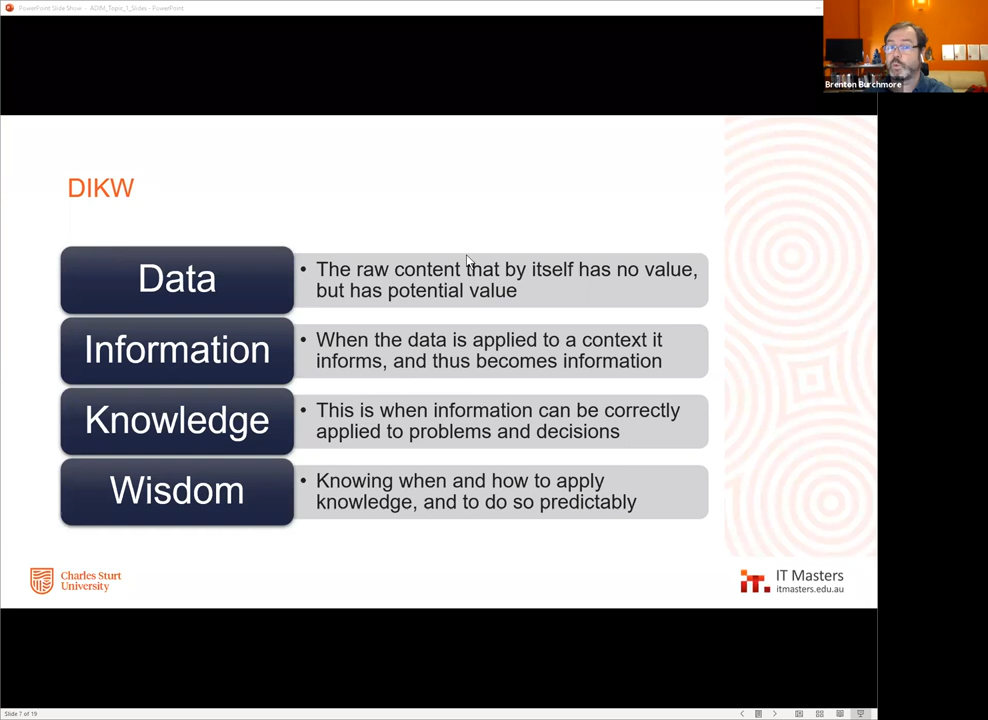 PowerPoint Slide Show - ADIM_Topic_1_Slides - PowerPoint
Brenton Burchmore
DIKW
Data
• The raw content that by itself has no value,
but has potential value
Information
• When the data is applied to a context it
informs, and thus becomes information
Knowledge
• This is when information can be correctly
applied to problems and decisions
Wisdom
• Knowing when and how to apply
knowledge, and to do so predictably
Charles Sturt
University
iT.
IT Masters
itmasters.edu.au
Slide 7 of 19